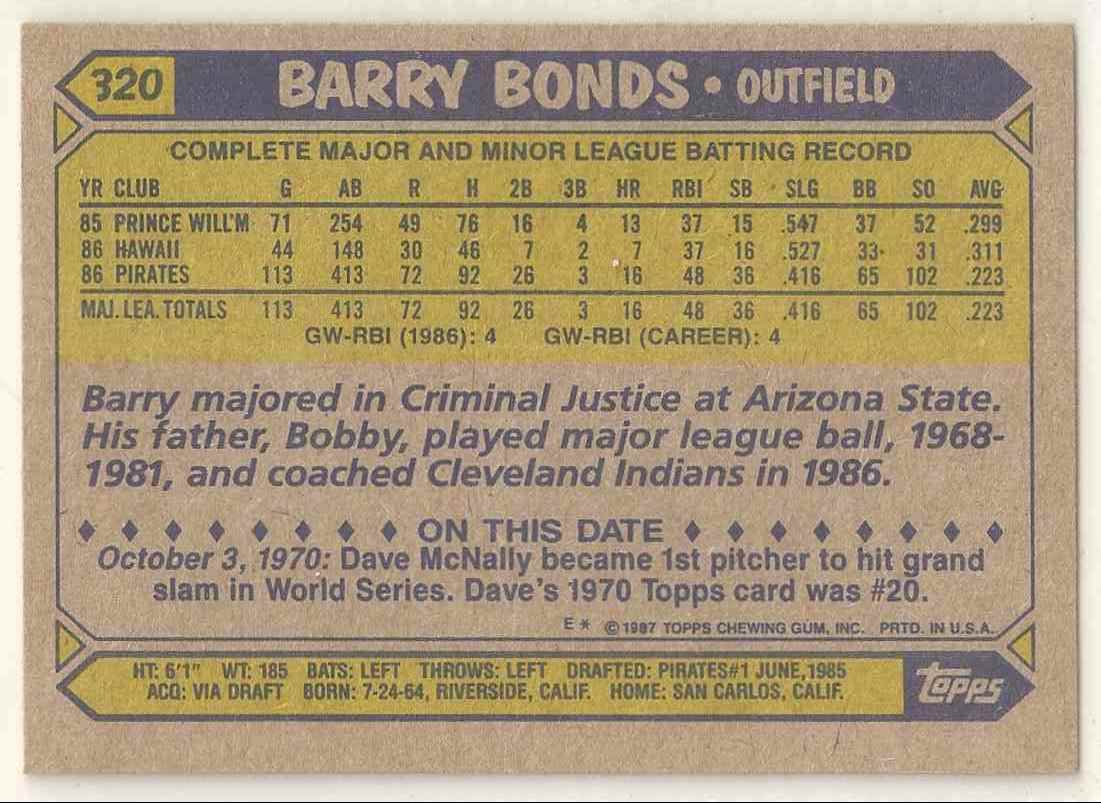 320 BARRY BONDS • OUTFIELD
COMPLETE MAJOR AND MINOR LEAGUE BATTING RECORD
YR CLUB G AB R H 2B 3B HR RBI SB SLG BB SO AVG
85 PRINCE WILL'M 71 254 49 76 16 4 13 37 15 .547 37 52 .299
86 HAWAII 44 148 30 46 7 2 7 37 16 .527 33 31 .311
86 PIRATES 113 413 72 92 26 3 16 48 36 .416 65 102 .223
MAJ. LEA. TOTALS 113 413 72 92 26 3 16 48 36 .416 65 102 .223
GW-RBI (1986): 4 GW-RBI (CAREER): 4
Barry majored in Criminal Justice at Arizona State.
His father, Bobby, played major league ball, 1968-
1981, and coached Cleveland Indians in 1986.
ON THIS DATE
October 3, 1970: Dave McNally became 1st pitcher to hit grand
slam in World Series. Dave's 1970 Topps card was #20.
E * © 1987 TOPPS CHEWING GUM, INC. PRTD. IN U.S.A.
HT: 6'1" WT: 185 BATS: LEFT THROWS: LEFT DRAFTED: PIRATES#1 JUNE,1985
ACQ: VIA DRAFT BORN: 7-24-64, RIVERSIDE, CALIF. HOME: SAN CARLOS, CALIF.
topps